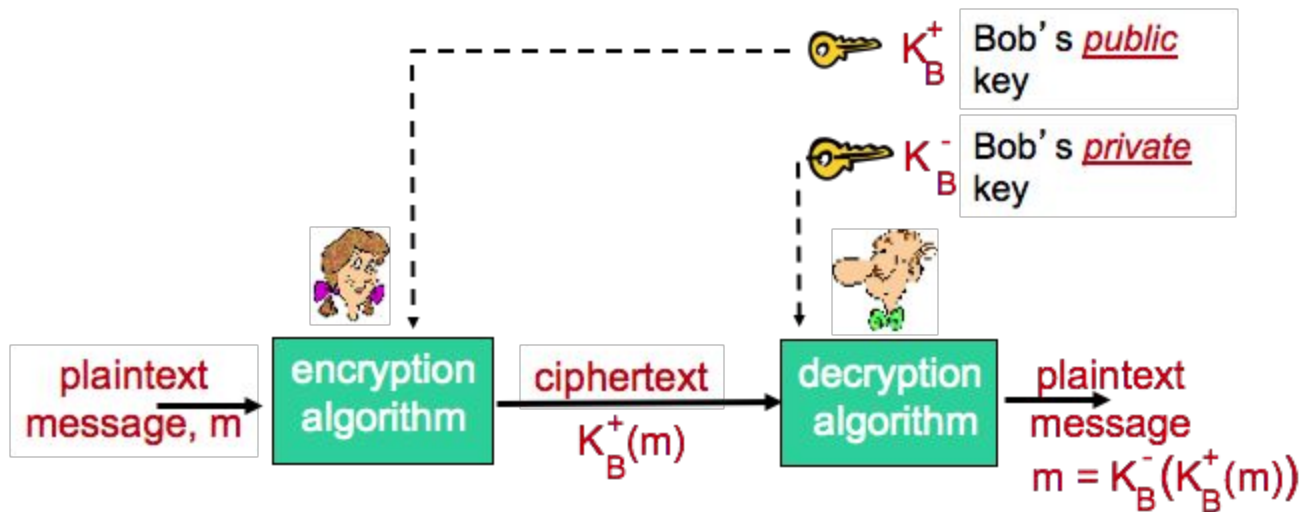 K_B^+
Bob's public
key
K_B^-
Bob's private
key
plaintext
message, m
encryption
algorithm
ciphertext
K_B^+(m)
decryption
algorithm
plaintext
message
m = K_B^-(K_B^+(m))